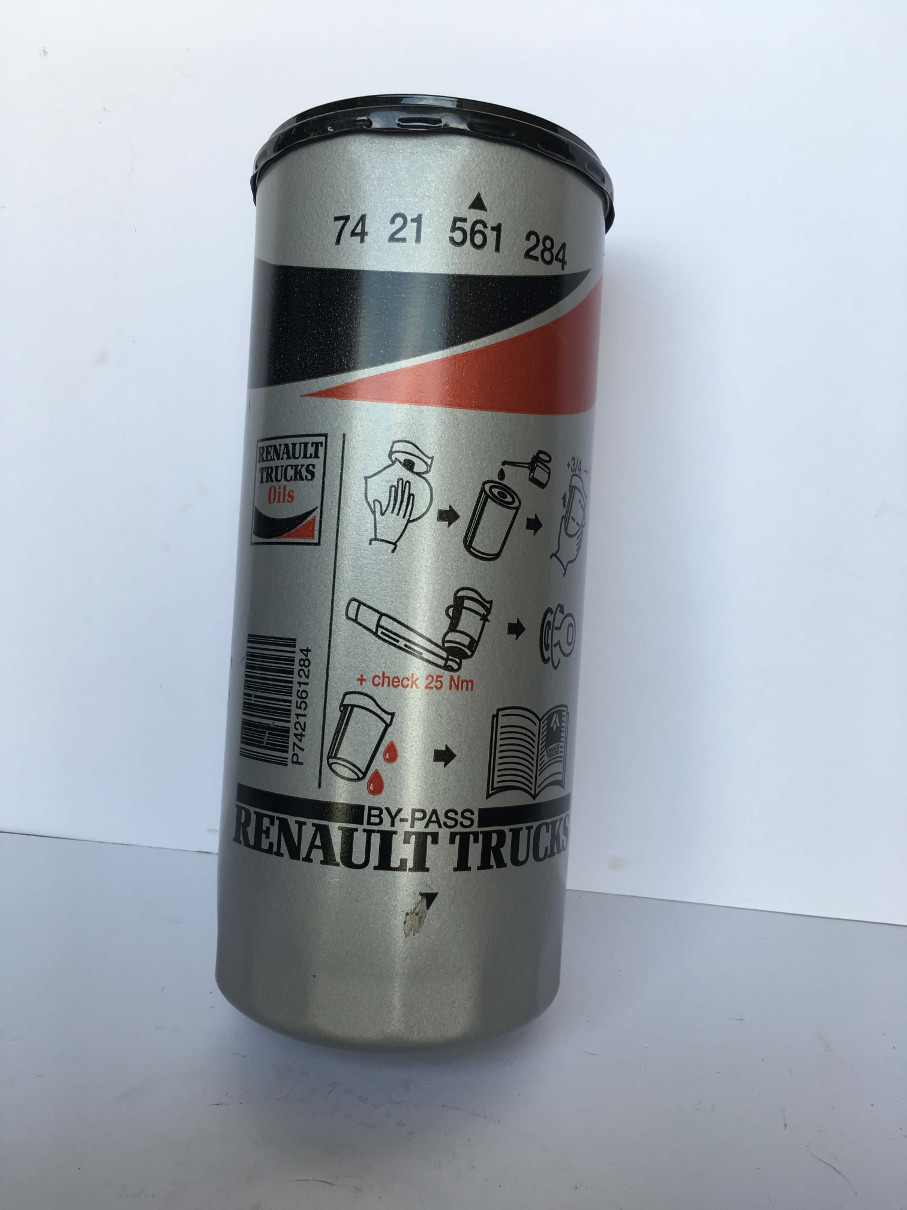 74 21 561 284
RENAULT
TRUCKS
Oils
+3/4
+ check 25 Nm
P7421561284
BY-PASS
RENAULT TRUCKS